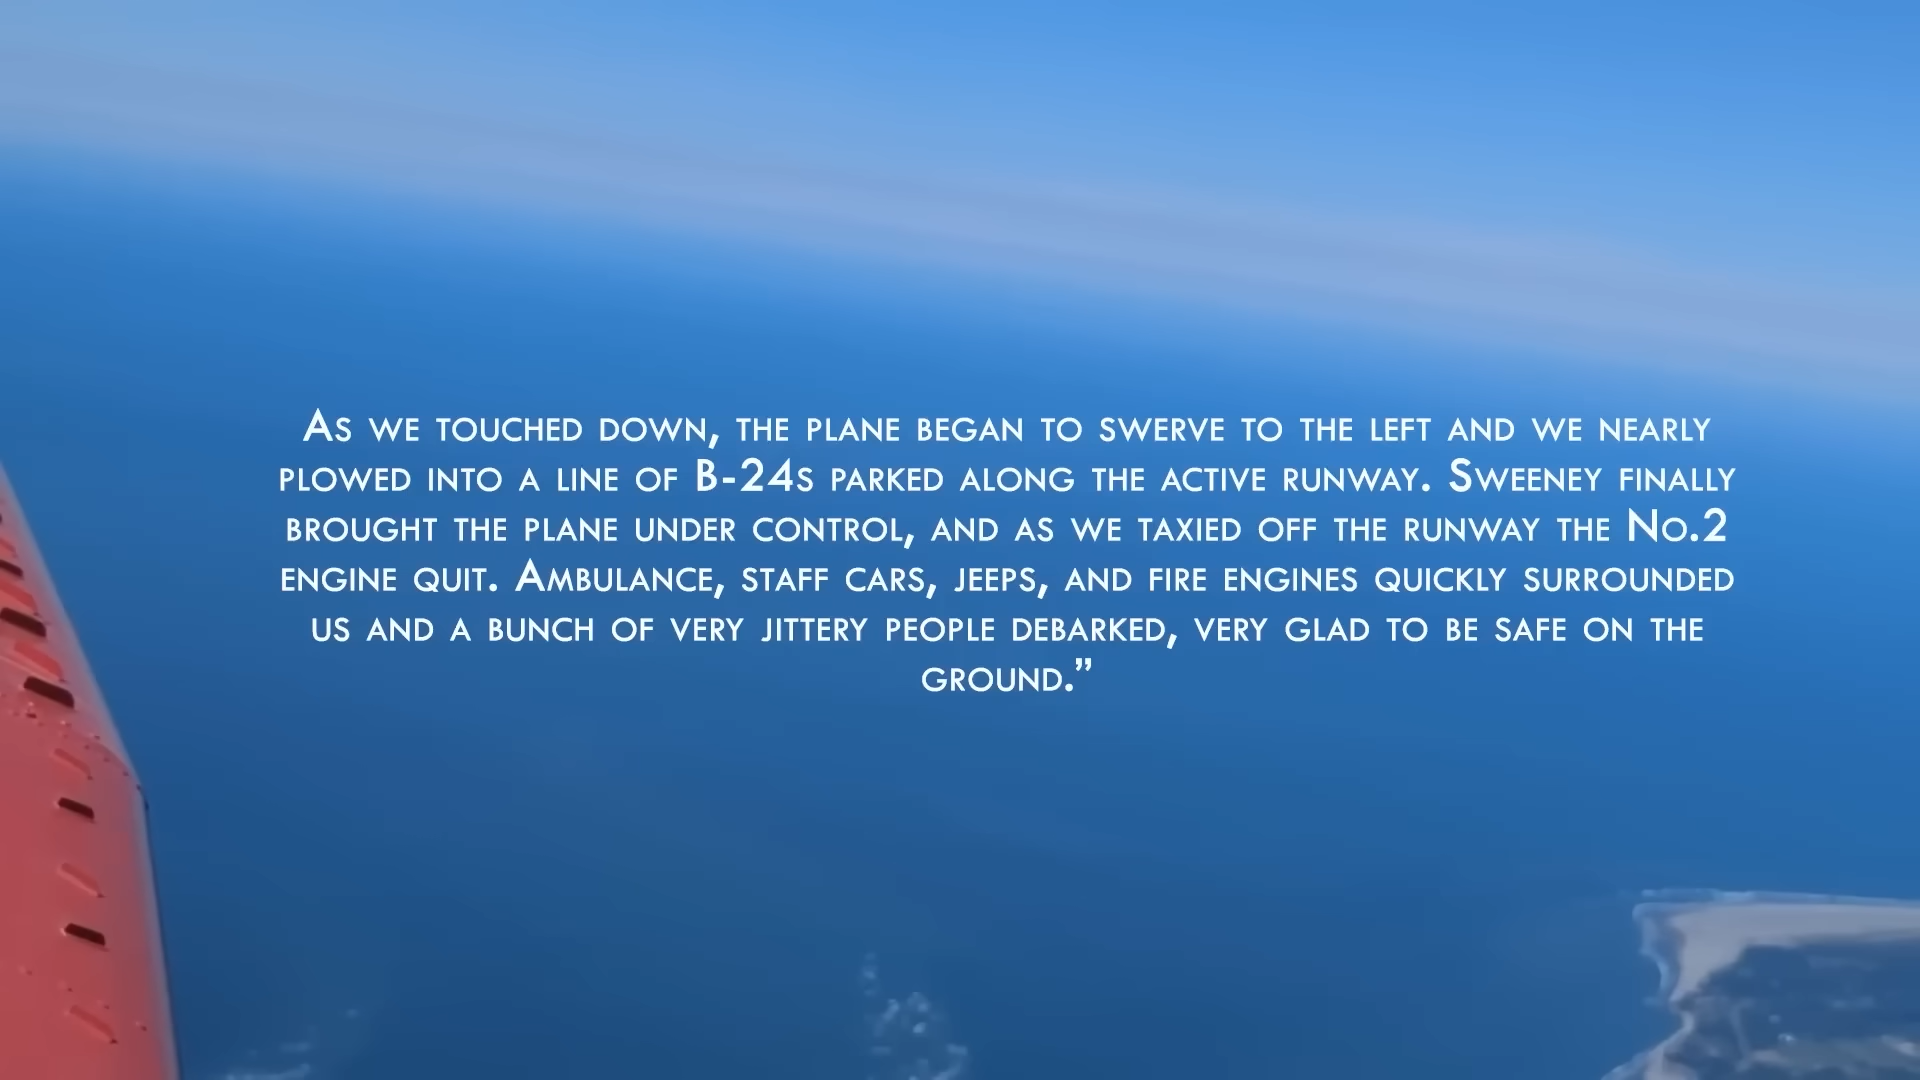 As we touched down, the plane began to swerve to the left and we nearly
plowed into a line of B-24s parked along the active runway. Sweeney finally
brought the plane under control, and as we taxied off the runway the No.2
engine quit. Ambulance, staff cars, jeeps, and fire engines quickly surrounded
us and a bunch of very jittery people debarked, very glad to be safe on the
ground.”